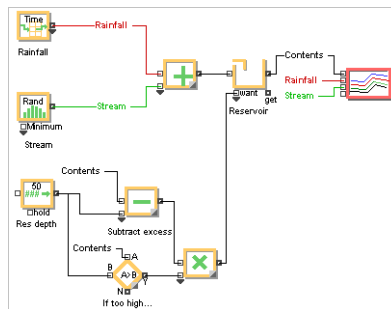 Time
Rainfall
Rainfall
Rand
Minimum
Stream
Stream
want
get
Reservoir
Contents
Rainfall
Stream
50
###
hold
Res depth
Contents
Subtract excess
Contents
A
B
A>B
Y
N
If too high...